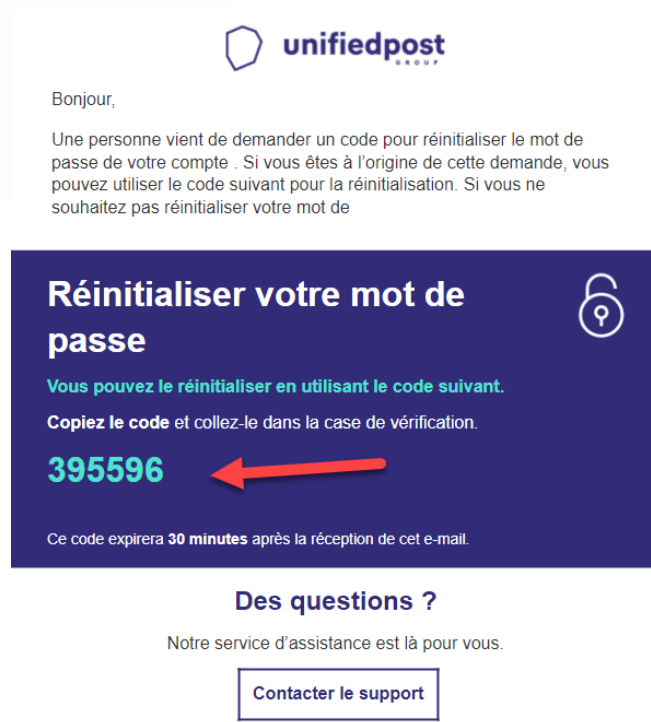 unifiedpost
GROUP
Bonjour,
Une personne vient de demander un code pour réinitialiser le mot de
passe de votre compte . Si vous êtes à l’origine de cette demande, vous
pouvez utiliser le code suivant pour la réinitialisation. Si vous ne
souhaitez pas réinitialiser votre mot de
Réinitialiser votre mot de
passe
Vous pouvez le réinitialiser en utilisant le code suivant.
Copiez le code et collez-le dans la case de vérification.
395596
Ce code expirera 30 minutes après la réception de cet e-mail.
Des questions ?
Notre service d’assistance est là pour vous.
Contacter le support